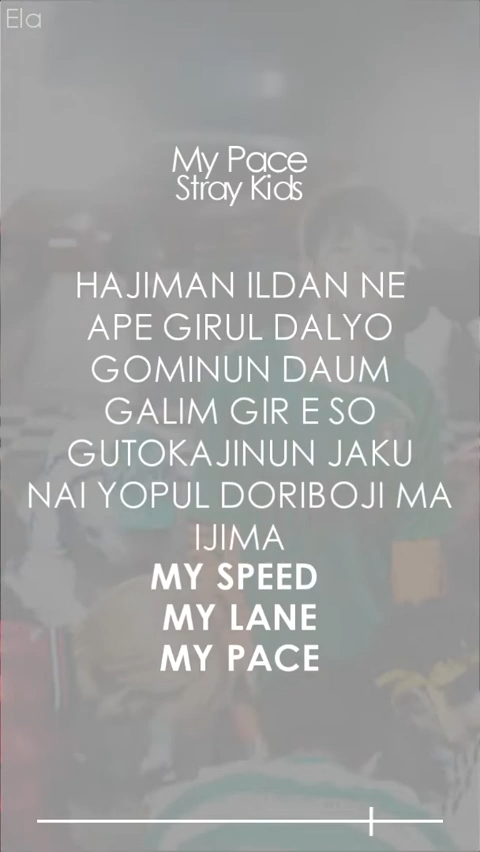 Ela
My Pace
Stray Kids
HAJIMAN ILDAN NE
APE GIRUL DALYO
GOMINUN DAUM
GALIM GIR E SO
GUTOKAJINUN JAKU
NAI YOPUL DORIBOJI MA
IJIMA
MY SPEED
MY LANE
MY PACE